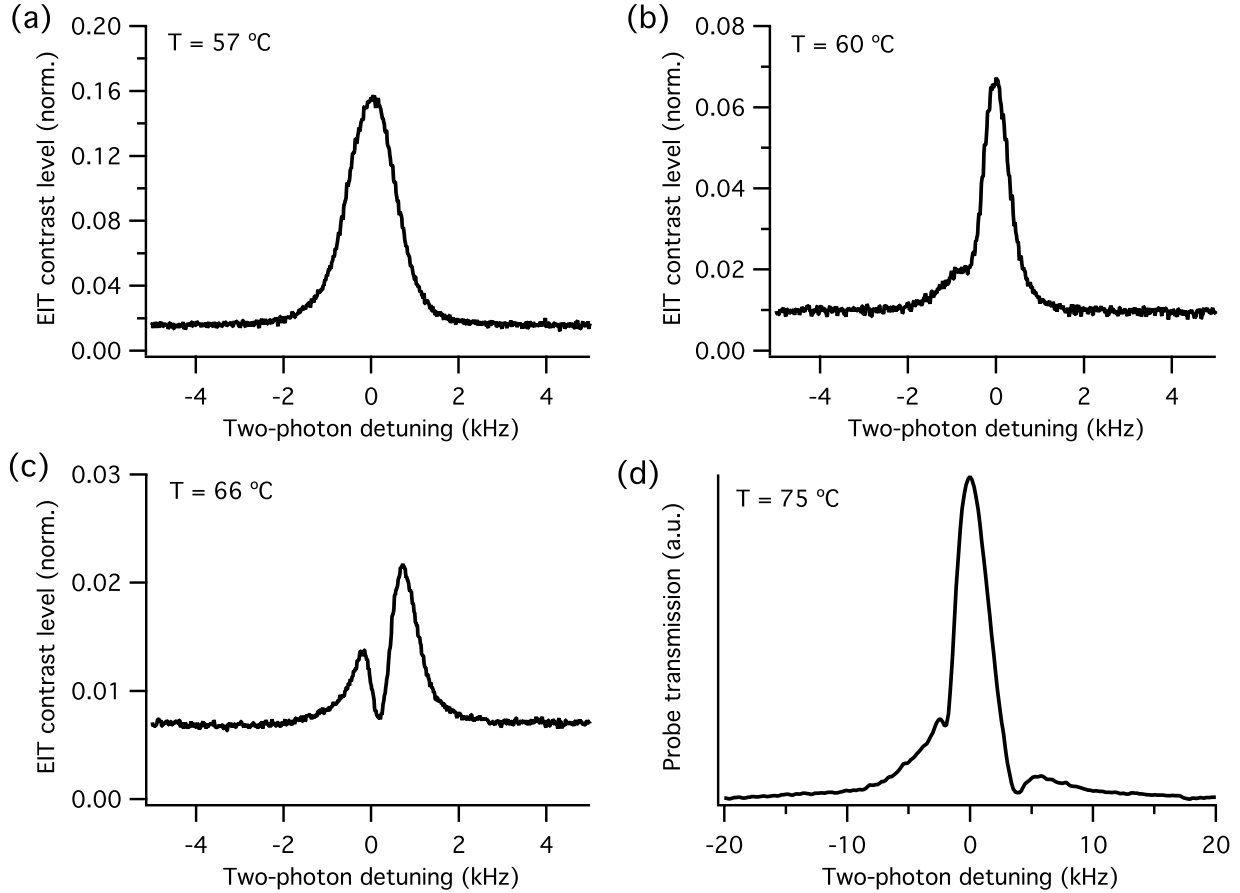 (a)
T = 57 ºC
EIT contrast level (norm.)
0.20
0.16
0.12
0.08
0.04
0.00
-4 -2 0 2 4
Two-photon detuning (kHz)
(b)
T = 60 ºC
EIT contrast level (norm.)
0.08
0.06
0.04
0.02
0.00
-4 -2 0 2 4
Two-photon detuning (kHz)
(c)
T = 66 ºC
EIT contrast level (norm.)
0.03
0.02
0.01
0.00
-4 -2 0 2 4
Two-photon detuning (kHz)
(d)
T = 75 ºC
Probe transmission (a.u.)
-20 -10 0 10 20
Two-photon detuning (kHz)